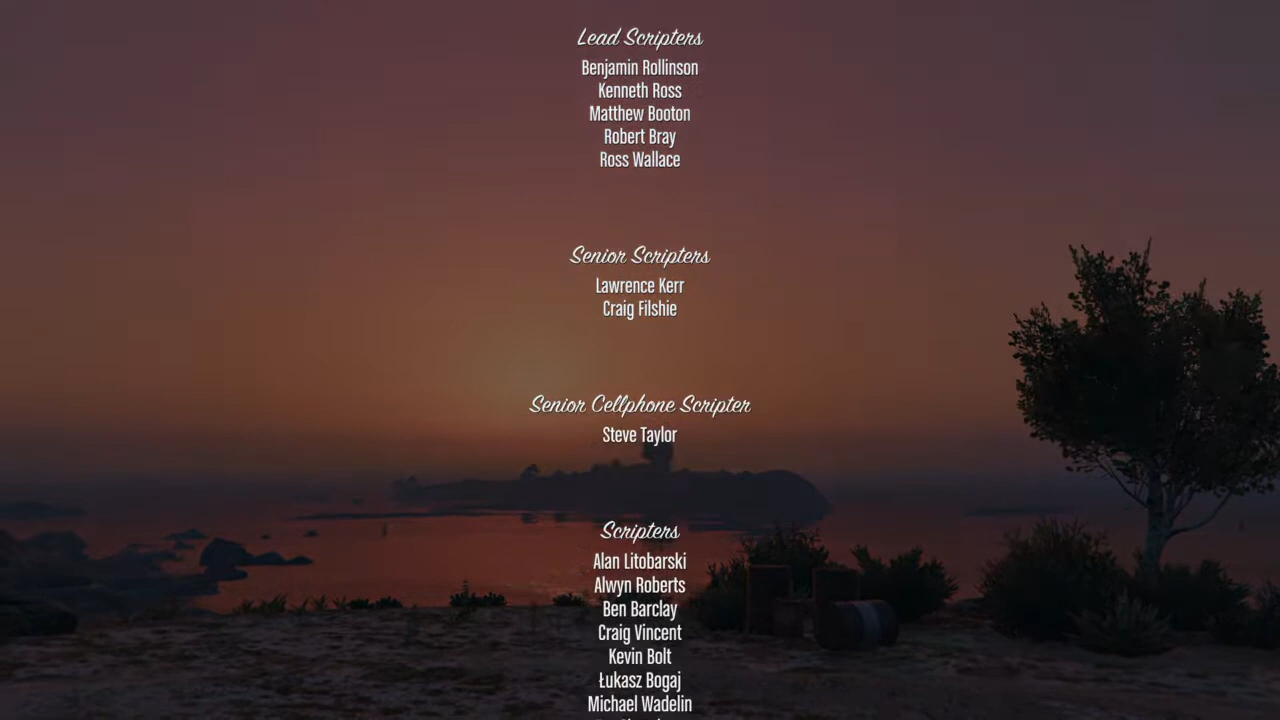 Lead Scripters
Benjamin Rollinson
Kenneth Ross
Matthew Booton
Robert Bray
Ross Wallace
Senior Scripters
Lawrence Kerr
Craig Filshie
Senior Cellphone Scripter
Steve Taylor
Scripters
Alan Litobarski
Alwyn Roberts
Ben Barclay
Craig Vincent
Kevin Bolt
Łukasz Bogaj
Michael Wadelin